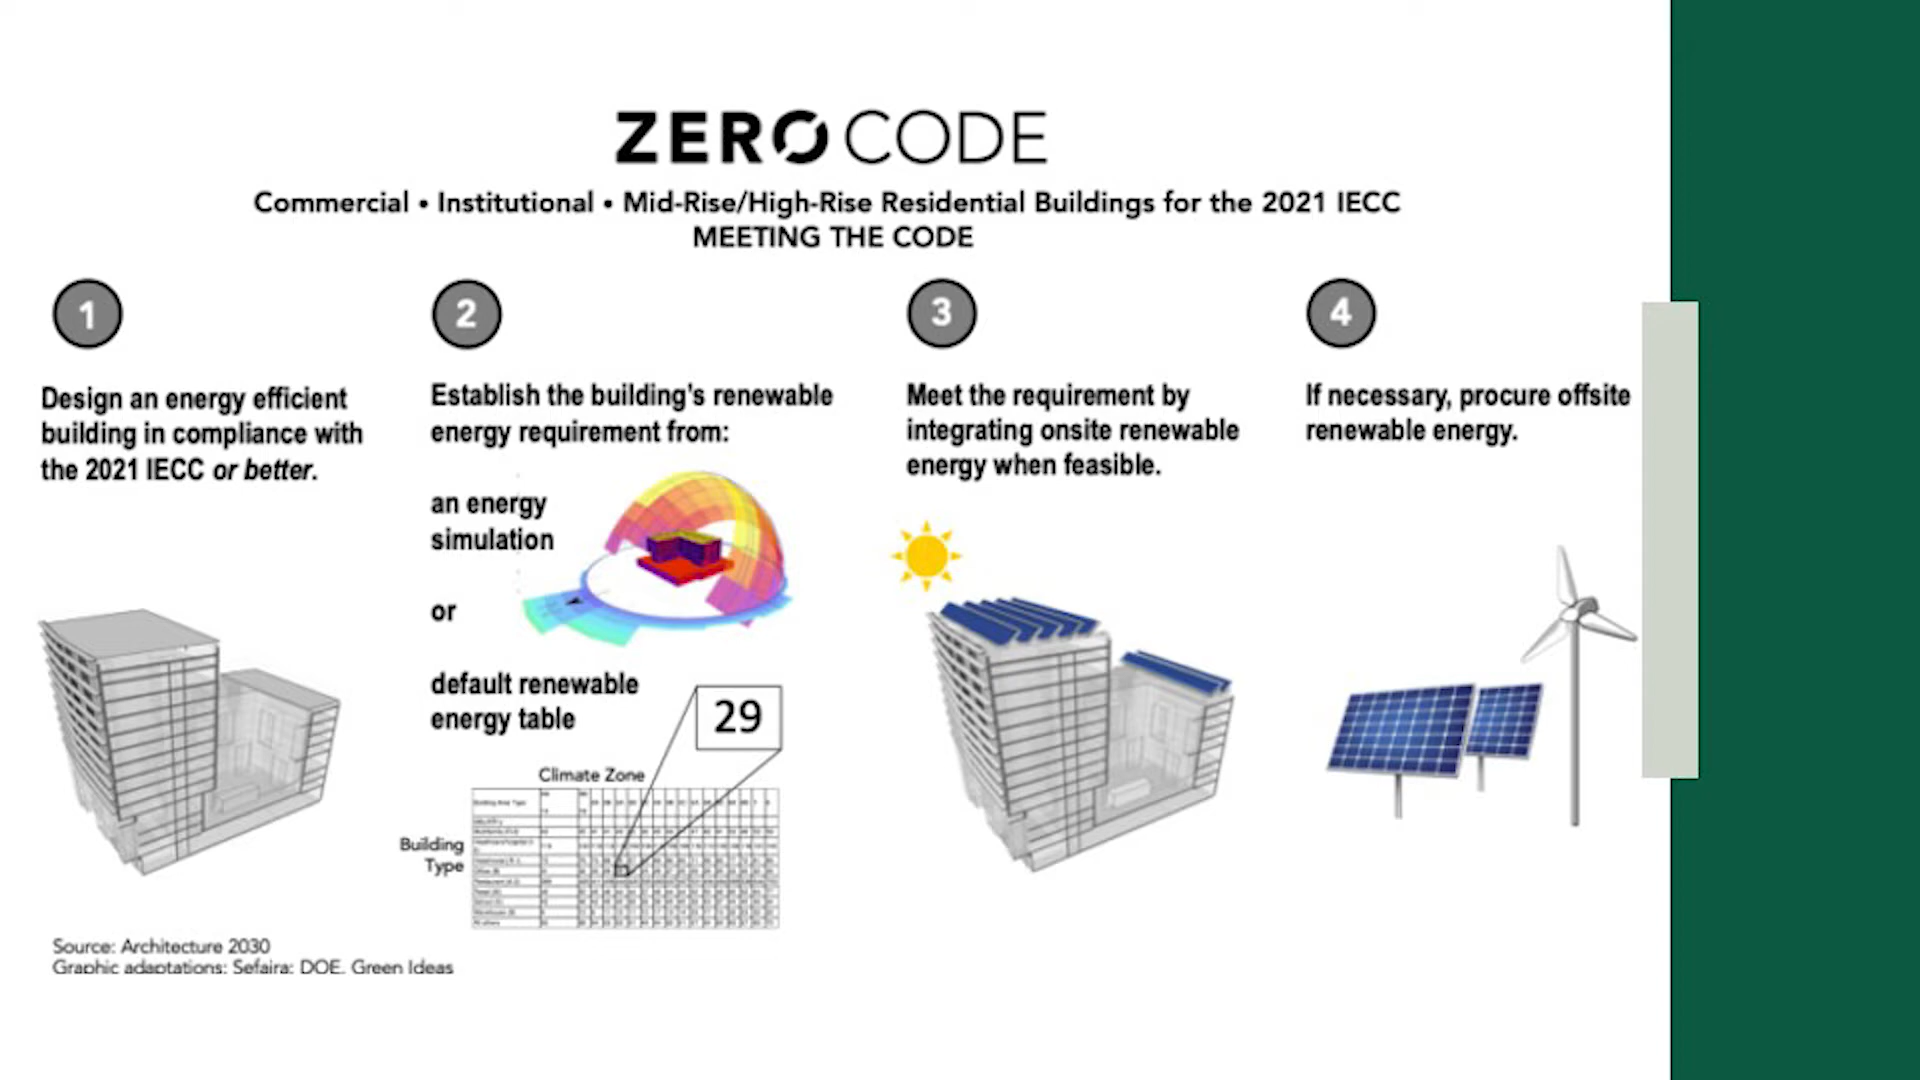 ZERO CODE
Commercial • Institutional • Mid-Rise/High-Rise Residential Buildings for the 2021 IECC
MEETING THE CODE
1
Design an energy efficient
building in compliance with
the 2021 IECC or better.
2
Establish the building's renewable
energy requirement from:
an energy
simulation
or
default renewable
energy table
29
Climate Zone
Building
Type
3
Meet the requirement by
integrating onsite renewable
energy when feasible.
4
If necessary, procure offsite
renewable energy.
Source: Architecture 2030
Graphic adaptations: Sefaira: DOE. Green Ideas